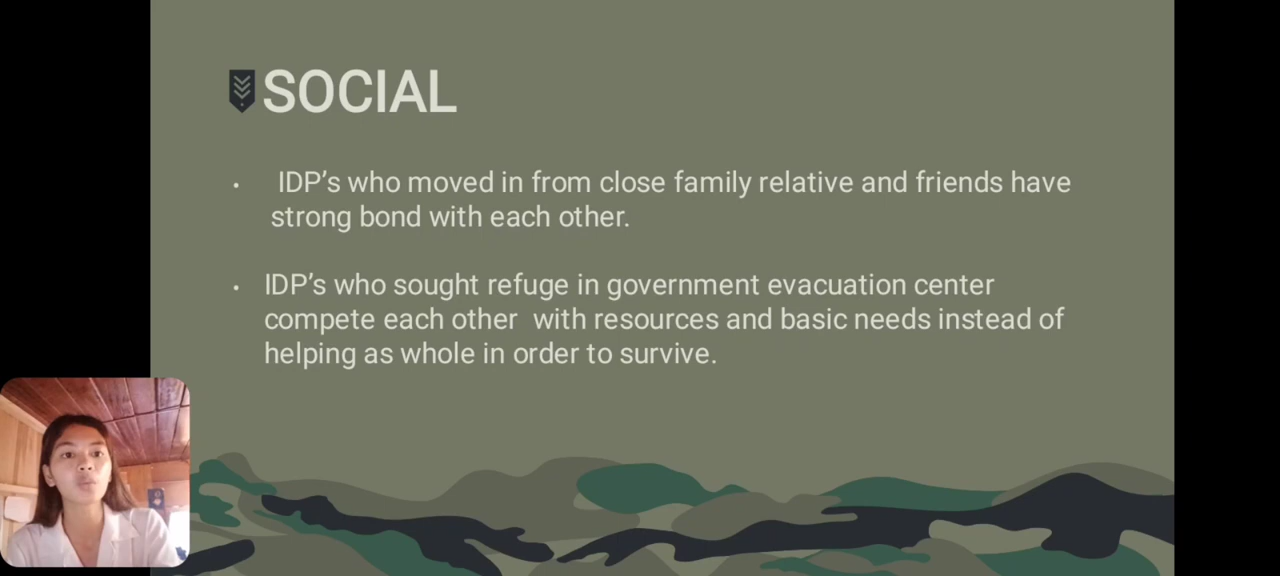 SOCIAL
• IDP’s who moved in from close family relative and friends have
strong bond with each other.
• IDP’s who sought refuge in government evacuation center
compete each other  with resources and basic needs instead of
helping as whole in order to survive.